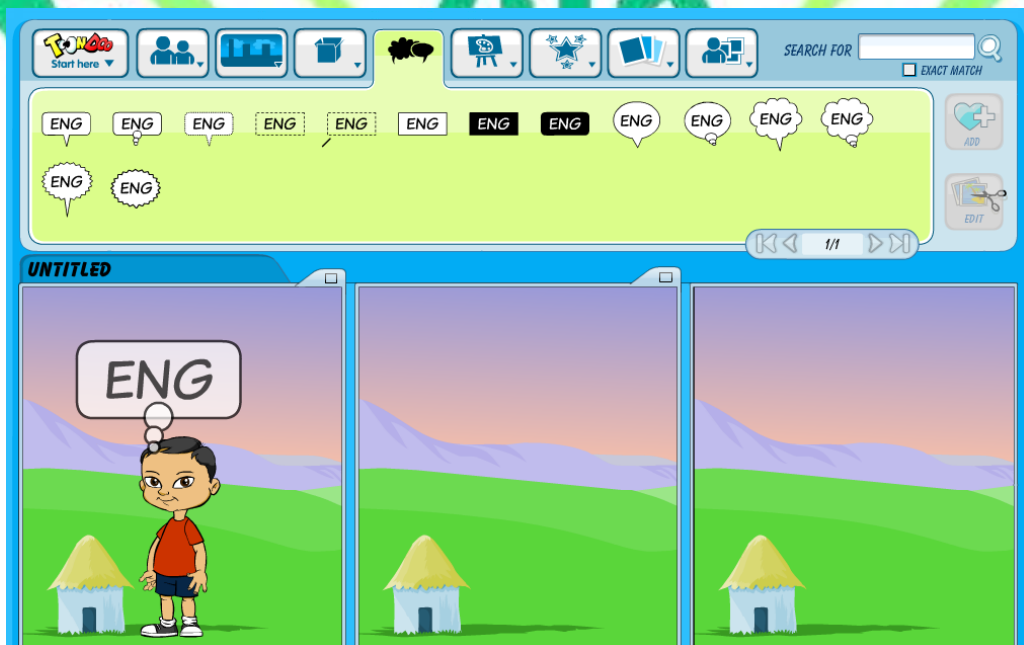 TOONDOO
Start here
SEARCH FOR
EXACT MATCH
ENG ENG ENG ENG ENG ENG ENG ENG ENG ENG ENG ENG
ADD
ENG ENG
EDIT
1/1
UNTITLED
ENG